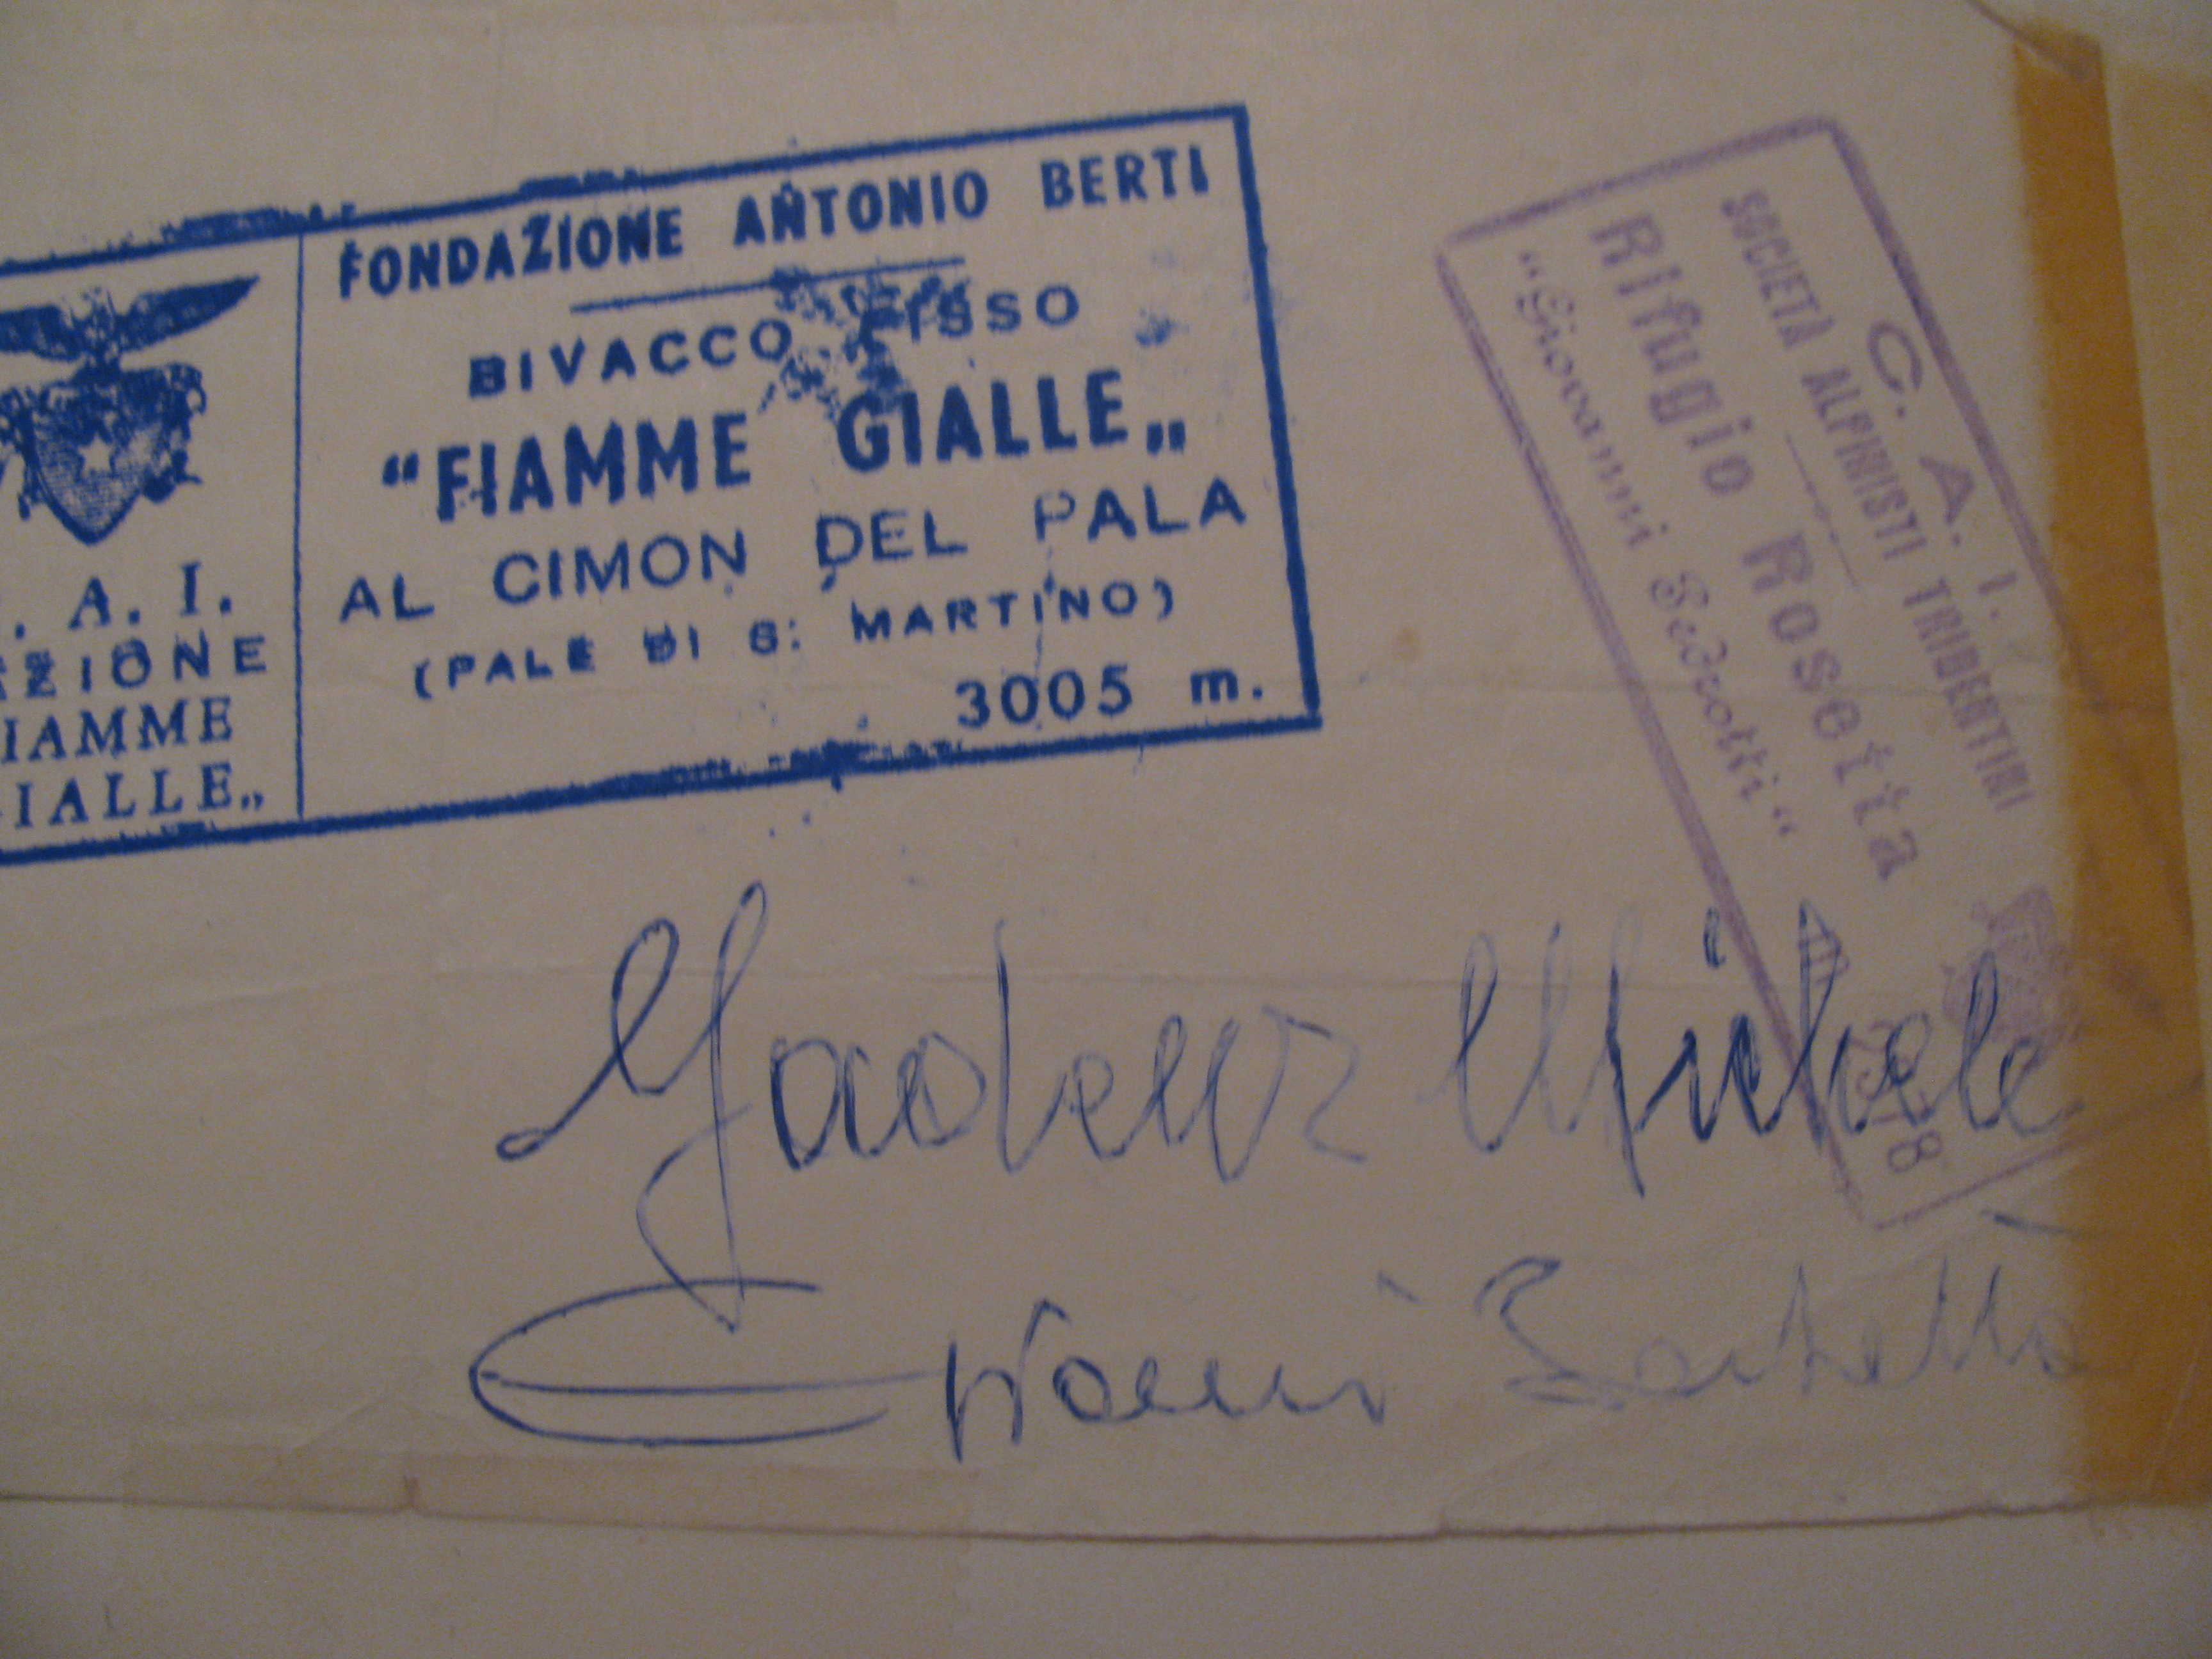 . A. I.
AZIONE
IAMME
IALLE„
FONDAZIONE ANTONIO BERTI
BIVACCO FISSO
“FIAMME GIALLE„
AL CIMON DEL PALA
(PALE DI S. MARTINO)
3005 m.
C. A. I.
SOCIETÀ ALPINISTI TRIDENTINI
Rifugio Rosetta
"Giovanni Pedrotti"
Michele